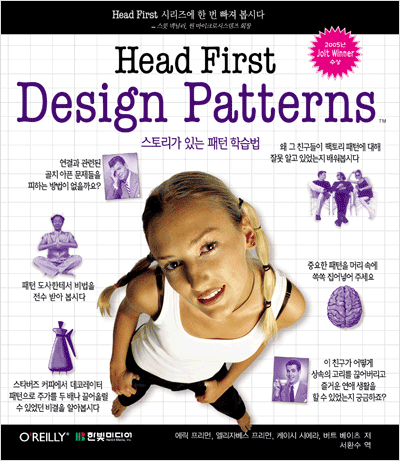 Head First 시리즈에 한 번 빠져 봅시다
– 스콧 맥닐리, 썬 마이크로시스템즈 회장
2005년
Jolt Winner
수상
Head First
Design Patterns™
스토리가 있는 패턴 학습법
연결과 관련된
골치 아픈 문제들을
피하는 방법이 없을까요?
왜 그 친구들이 팩토리 패턴에 대해
잘못 알고 있었는지 배워봅시다
패턴 도사한테서 비법을
전수 받아 봅시다
중요한 패턴을 머리 속에
쏙쏙 집어넣어 주세요
스타버즈 커피에서 데코레이터
패턴으로 주가를 두 배나 끌어올릴
수 있었던 비결을 알아봅시다
이 친구가 어떻게
상속의 고리를 끊어버리고
즐거운 연애 생활을
할 수 있었는지 궁금하죠?
O'REILLY® 한빛미디어
에릭 프리먼, 엘리자베스 프리먼, 케이시 시에라, 버트 베이츠 저
서환수 역